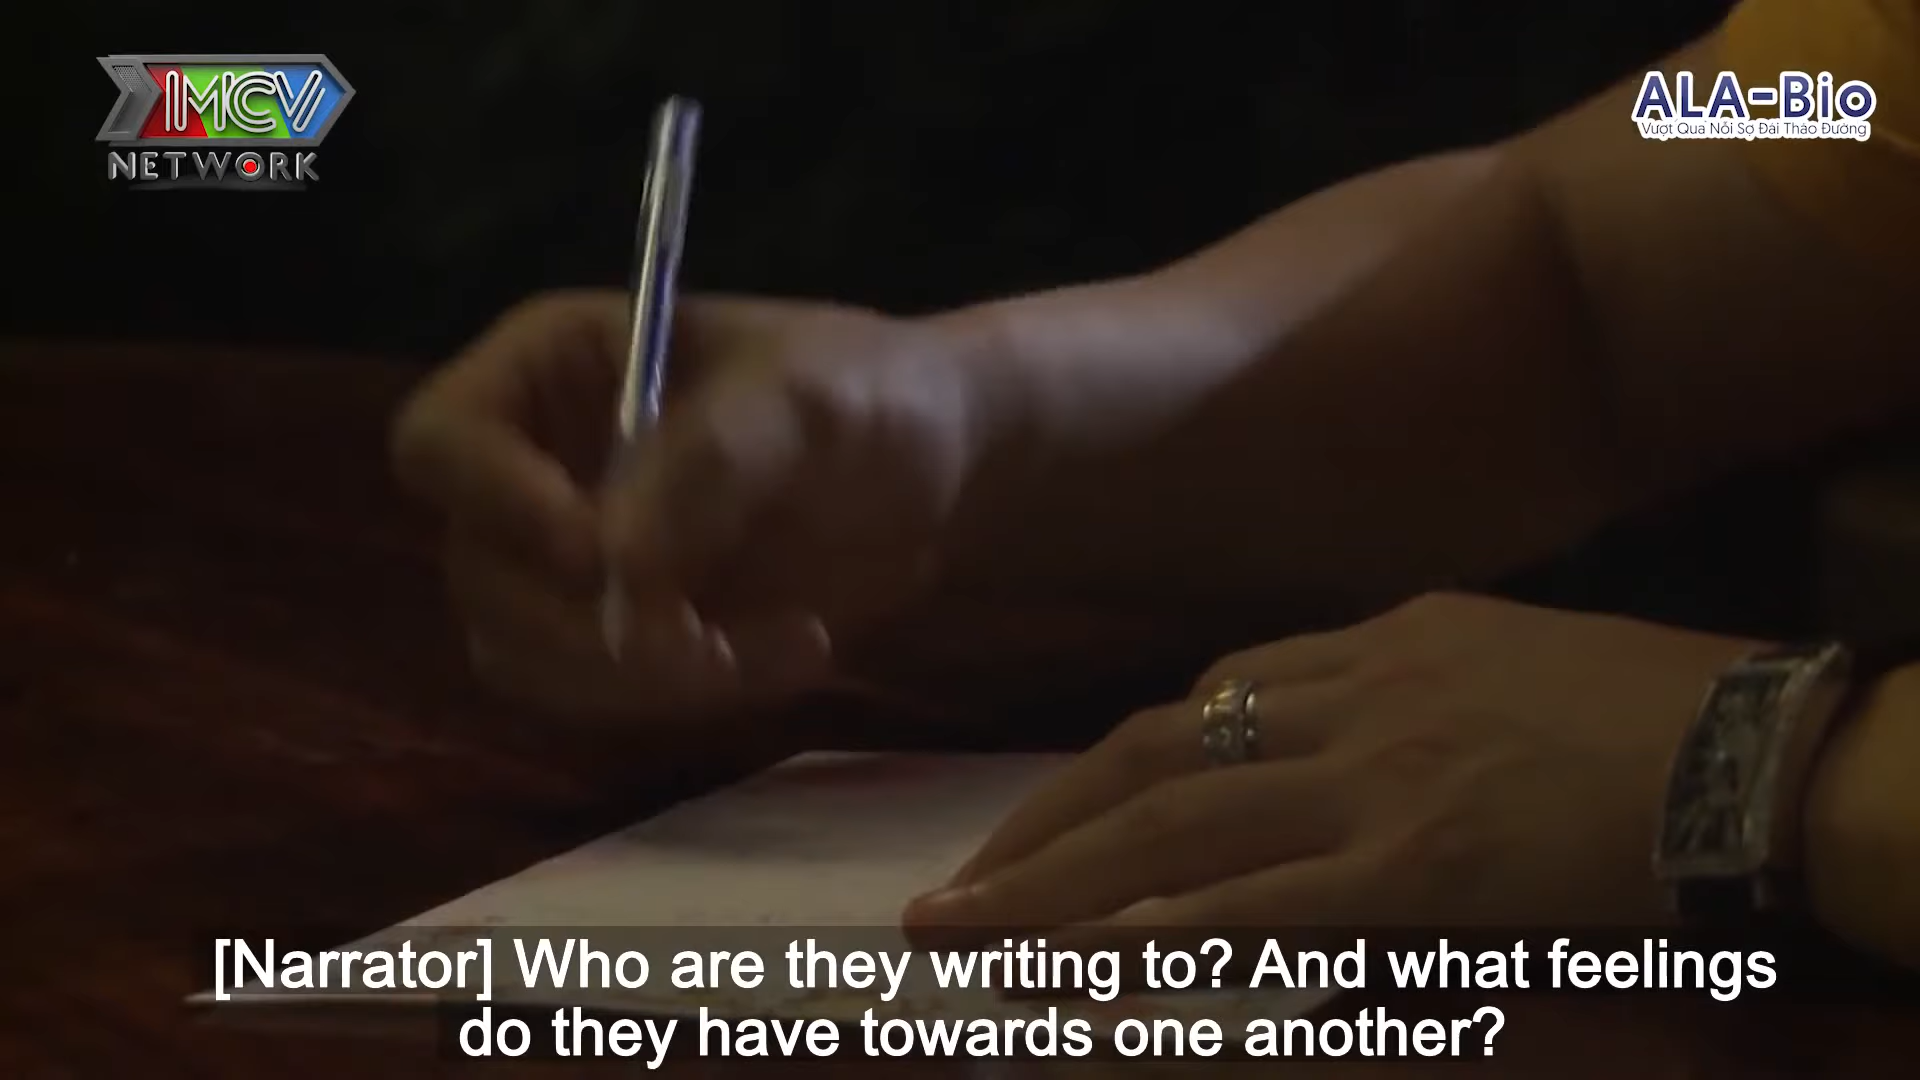 MCV
NETWORK
ALA-Bio
Vượt Qua Nỗi Sợ Đái Tháo Đường
[Narrator] Who are they writing to? And what feelings
do they have towards one another?